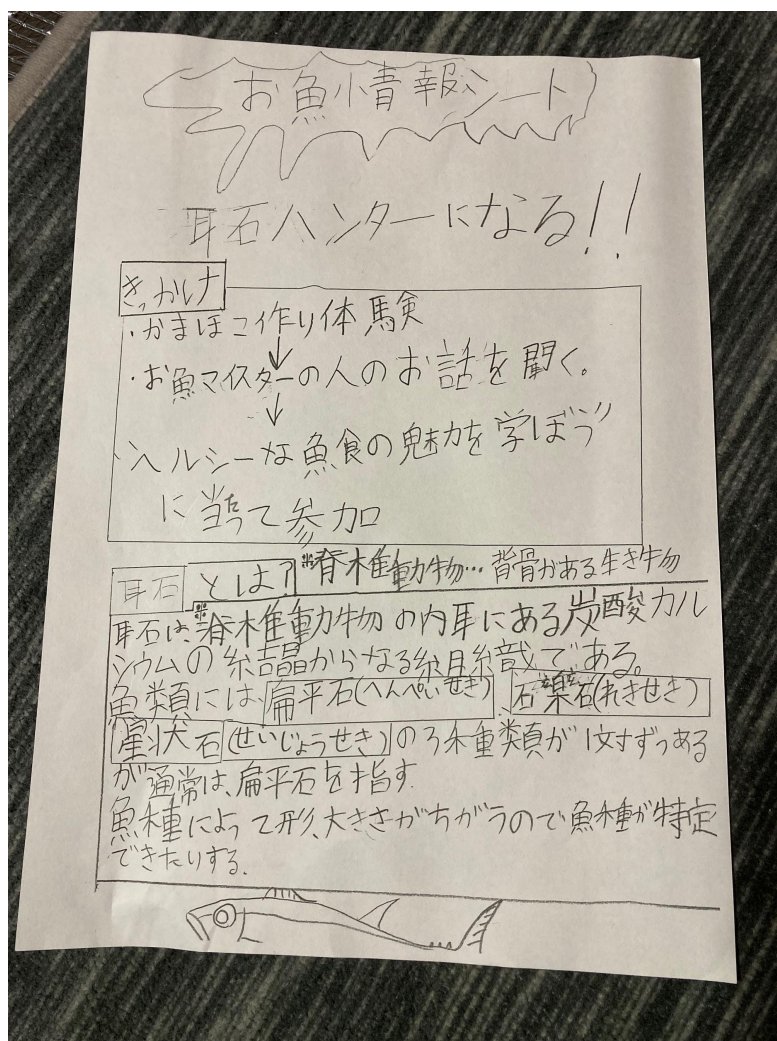 お魚情報シート
耳石ハンターになる!!
きっかけ
・かまぼこ作り体験
↓
・お魚マイスターの人のお話を聞く。
↓
・ヘルシーな魚食の魅力を学ぼう"
に当たって参加
耳石とは? ※脊椎動物…背骨がある生き物
耳石は、※脊椎動物の内耳にある炭酸カル
シウムの結晶からなる組織である。
魚類には、扁平石(へんぺいせき)、石礫石(れきせき)
星状石(せいじょうせき)の3種類が1対ずつある
が通常は、扁平石を指す。
魚種によって形、大きさがちがうので魚種が特定
できたりする。